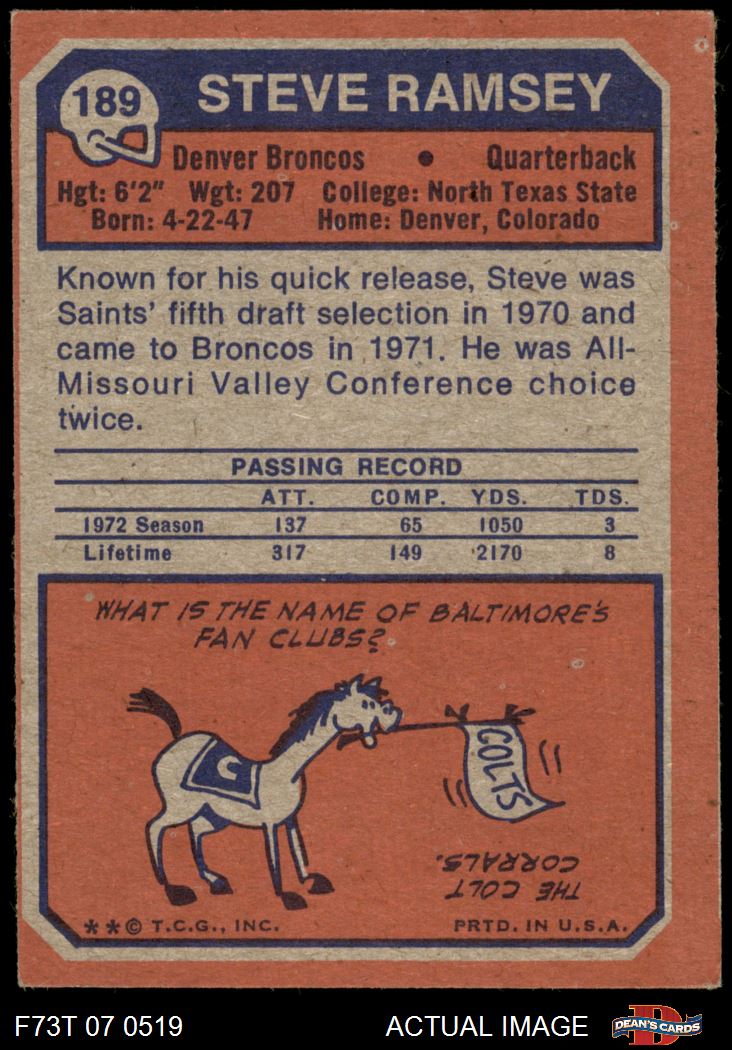 189
STEVE RAMSEY
Denver Broncos • Quarterback
Hgt: 6'2" Wgt: 207 College: North Texas State
Born: 4-22-47 Home: Denver, Colorado
Known for his quick release, Steve was
Saints' fifth draft selection in 1970 and
came to Broncos in 1971. He was All-
Missouri Valley Conference choice
twice.
PASSING RECORD
ATT. COMP. YDS. TDS.
1972 Season 137 65 1050 3
Lifetime 317 149 2170 8
WHAT IS THE NAME OF BALTIMORE'S
FAN CLUBS?
C
COLTS
THE COLT
CORRALS.
**© T.C.G., INC. PRTD. IN U.S.A.
F73T 07 0519 ACTUAL IMAGE
D
DEAN'S CARDS